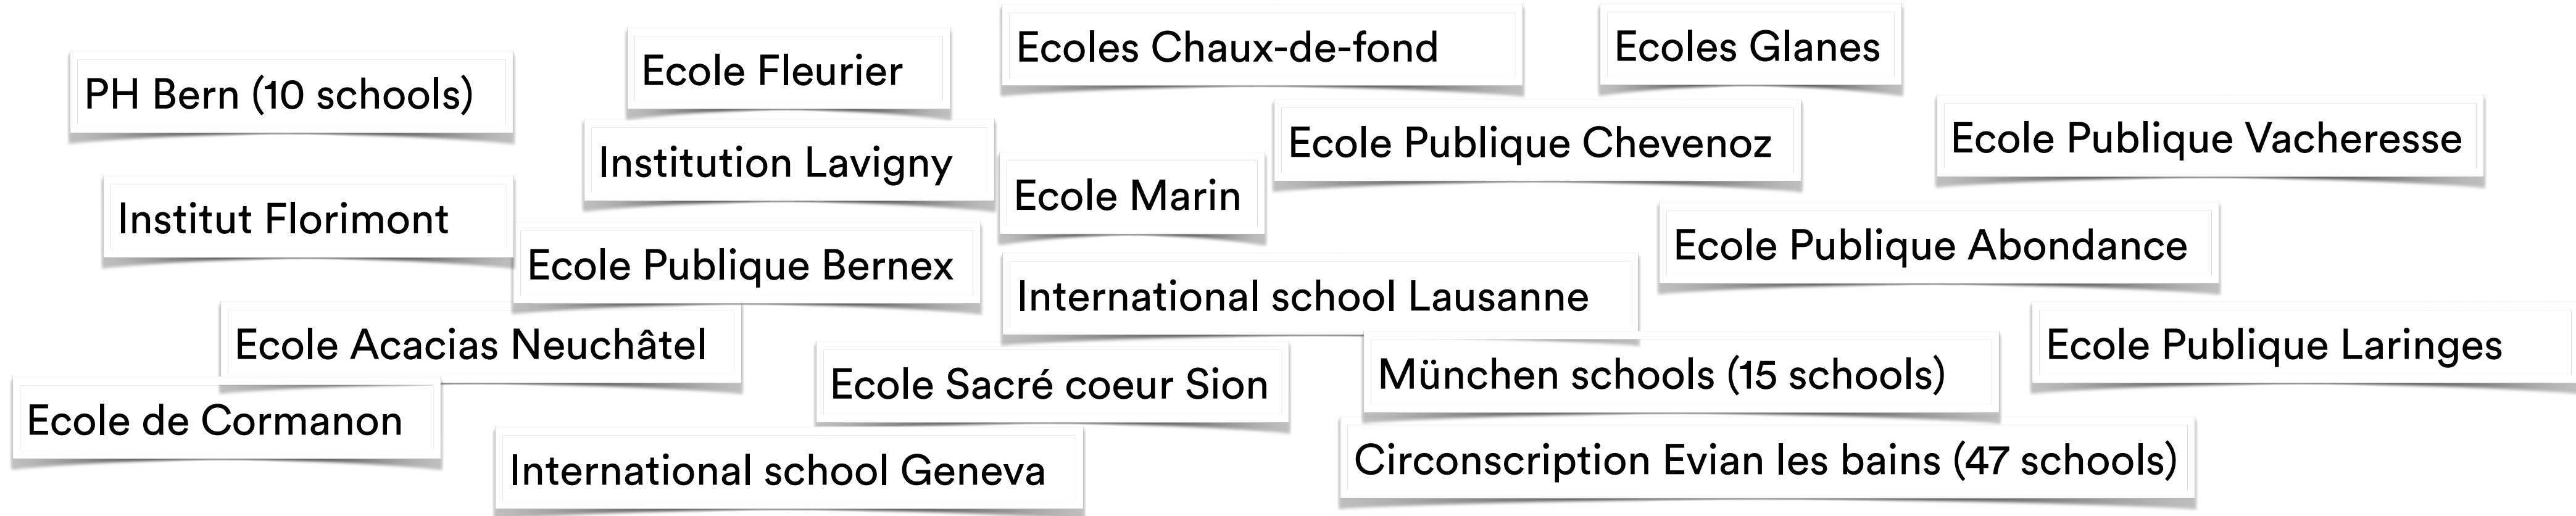 Ecoles Chaux-de-fond
Ecoles Glanes
Ecole Fleurier
PH Bern (10 schools)
Ecole Publique Vacheresse
Ecole Publique Chevenoz
Institution Lavigny
Ecole Marin
Institut Florimont
Ecole Publique Abondance
Ecole Publique Bernex
International school Lausanne
Ecole Acacias Neuchâtel
Ecole Publique Laringes
München schools (15 schools)
Ecole Sacré coeur Sion
Ecole de Cormanon
Circonscription Evian les bains (47 schools)
International school Geneva